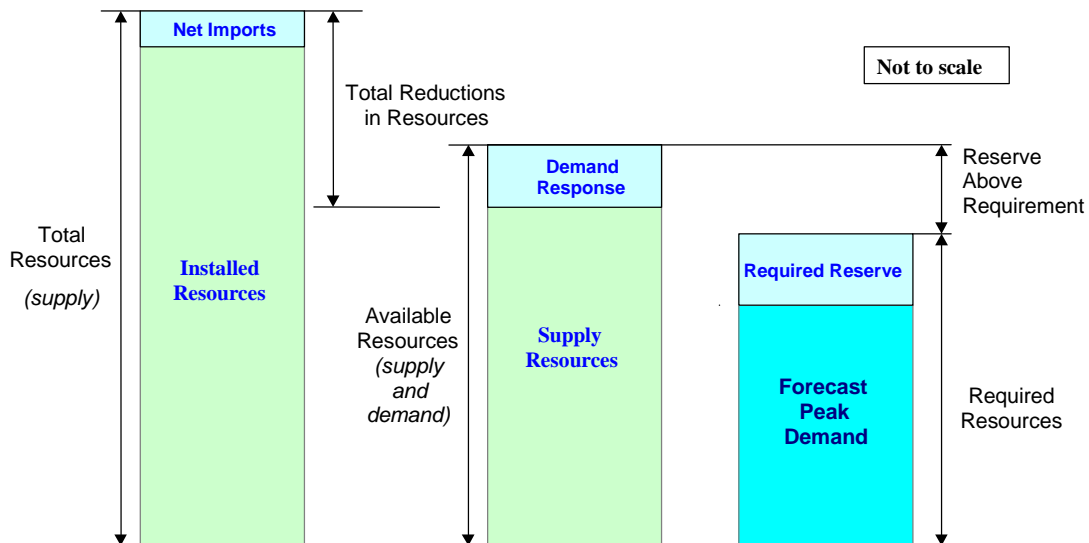 Net Imports
Not to scale
Total Reductions
in Resources
Demand
Response
Reserve
Above
Requirement
Total
Resources
(supply)
Installed
Resources
Required Reserve
Available
Resources
(supply
and
demand)
Supply
Resources
Forecast
Peak
Demand
Required
Resources